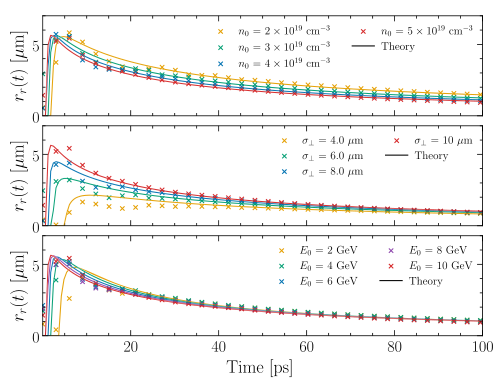 n₀ = 2 × 10¹⁹ cm⁻³
n₀ = 3 × 10¹⁹ cm⁻³
n₀ = 4 × 10¹⁹ cm⁻³
n₀ = 5 × 10¹⁹ cm⁻³
Theory
5
0
r_r(t) [μm]
σ⊥ = 4.0 μm
σ⊥ = 6.0 μm
σ⊥ = 8.0 μm
σ⊥ = 10 μm
Theory
5
0
r_r(t) [μm]
E₀ = 2 GeV
E₀ = 4 GeV
E₀ = 6 GeV
E₀ = 8 GeV
E₀ = 10 GeV
Theory
5
0
r_r(t) [μm]
20 40 60 80 100
Time [ps]